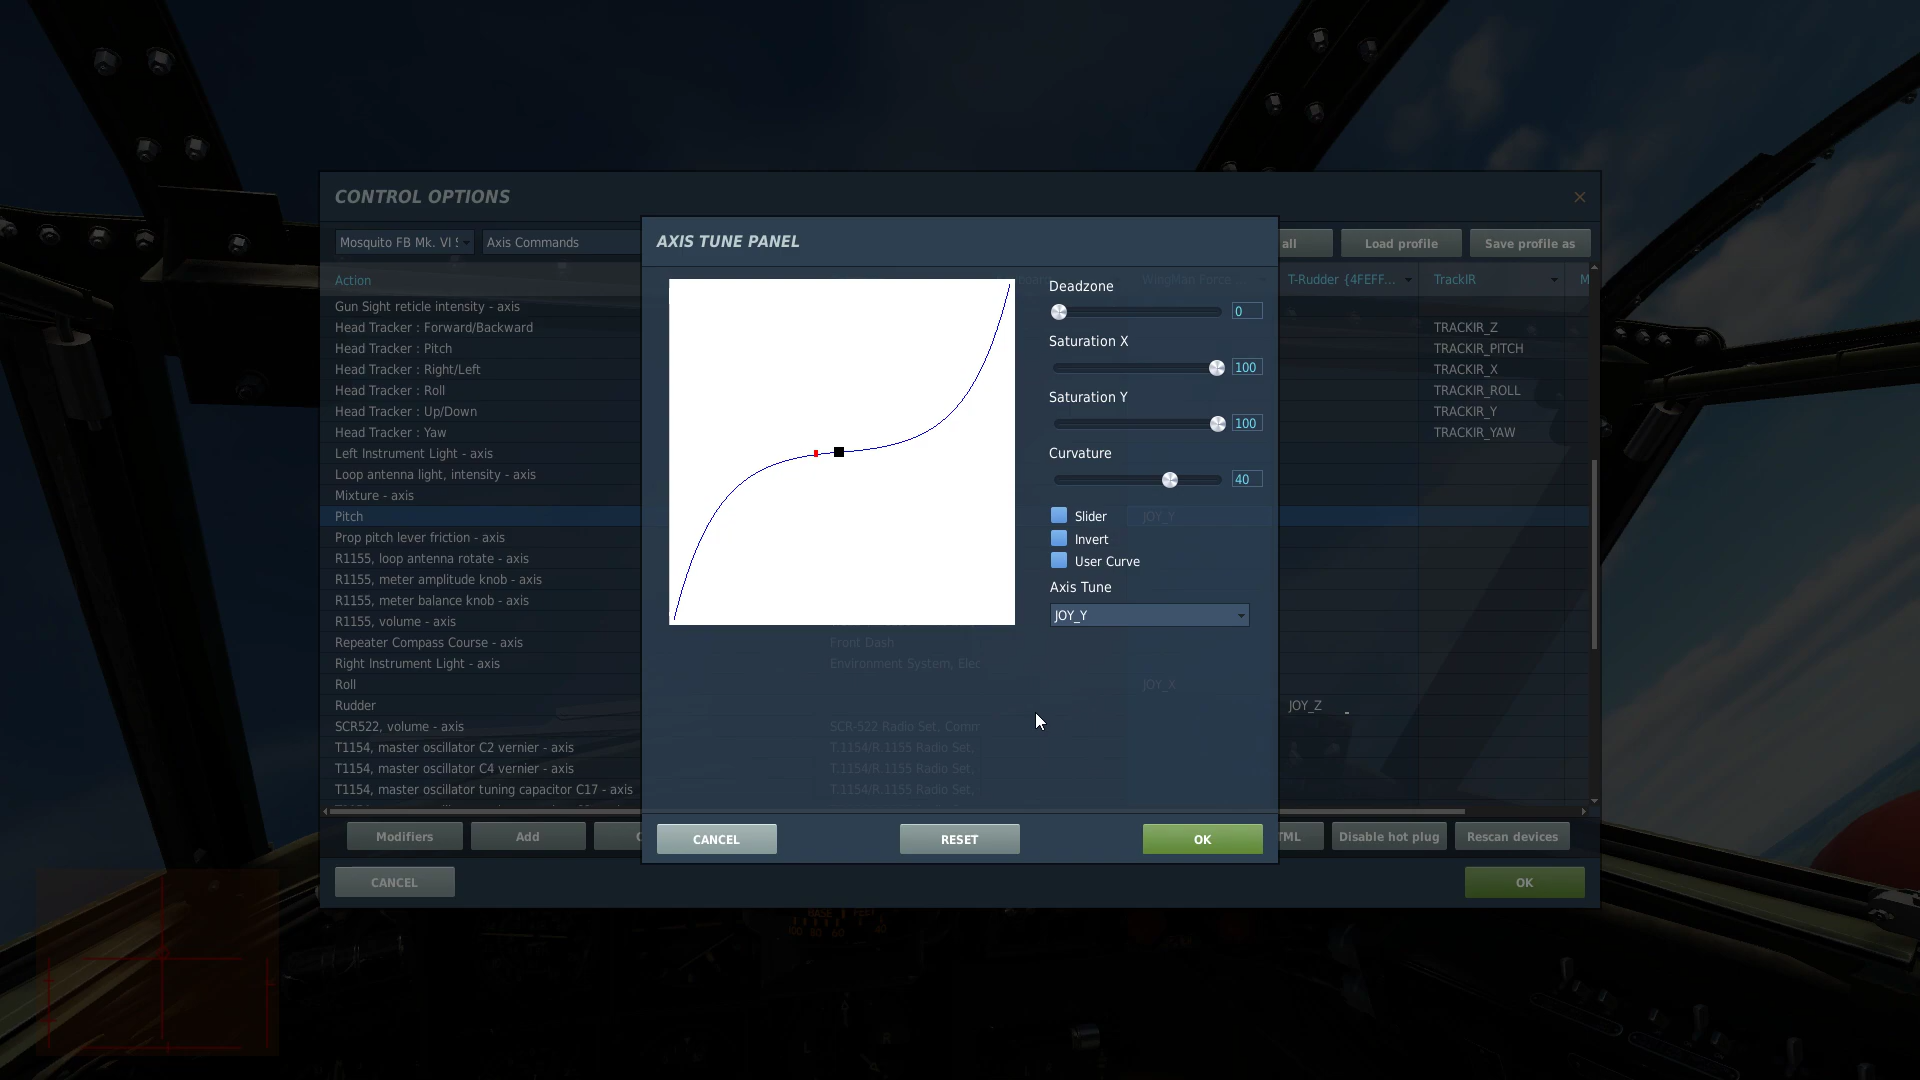 CONTROL OPTIONS
Mosquito FB Mk. VI
Axis Commands
all
Load profile
Save profile as
AXIS TUNE PANEL
Action
WingMan Force
T-Rudder {4FEFF...
TrackIR
M
Gun Sight reticle intensity - axis
Head Tracker : Forward/Backward
TRACKIR_Z
Head Tracker : Pitch
TRACKIR_PITCH
Head Tracker : Right/Left
TRACKIR_X
Head Tracker : Roll
TRACKIR_ROLL
Head Tracker : Up/Down
TRACKIR_Y
Head Tracker : Yaw
TRACKIR_YAW
Left Instrument Light - axis
Loop antenna light, intensity - axis
Mixture - axis
Pitch
JOY_Y
Prop pitch lever friction - axis
R1155, loop antenna rotate - axis
R1155, meter amplitude knob - axis
R1155, meter balance knob - axis
R1155, volume - axis
Repeater Compass Course - axis
Front Dash
Right Instrument Light - axis
Environment System, Elec
Roll
JOY_X
Rudder
JOY_Z
SCR522, volume - axis
SCR-522 Radio Set, Comm
T1154, master oscillator C2 vernier - axis
T.1154/R.1155 Radio Set,
T1154, master oscillator C4 vernier - axis
T.1154/R.1155 Radio Set,
T1154, master oscillator tuning capacitor C17 - axis
T.1154/R.1155 Radio Set,
Deadzone
0
Saturation X
100
Saturation Y
100
Curvature
40
Slider
Invert
User Curve
Axis Tune
JOY_Y
CANCEL
RESET
OK
Modifiers
Add
C
TML
Disable hot plug
Rescan devices
CANCEL
OK
100 80 60 40